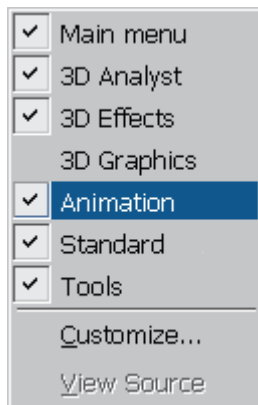 Main menu
3D Analyst
3D Effects
3D Graphics
Animation
Standard
Tools
Customize...
View Source